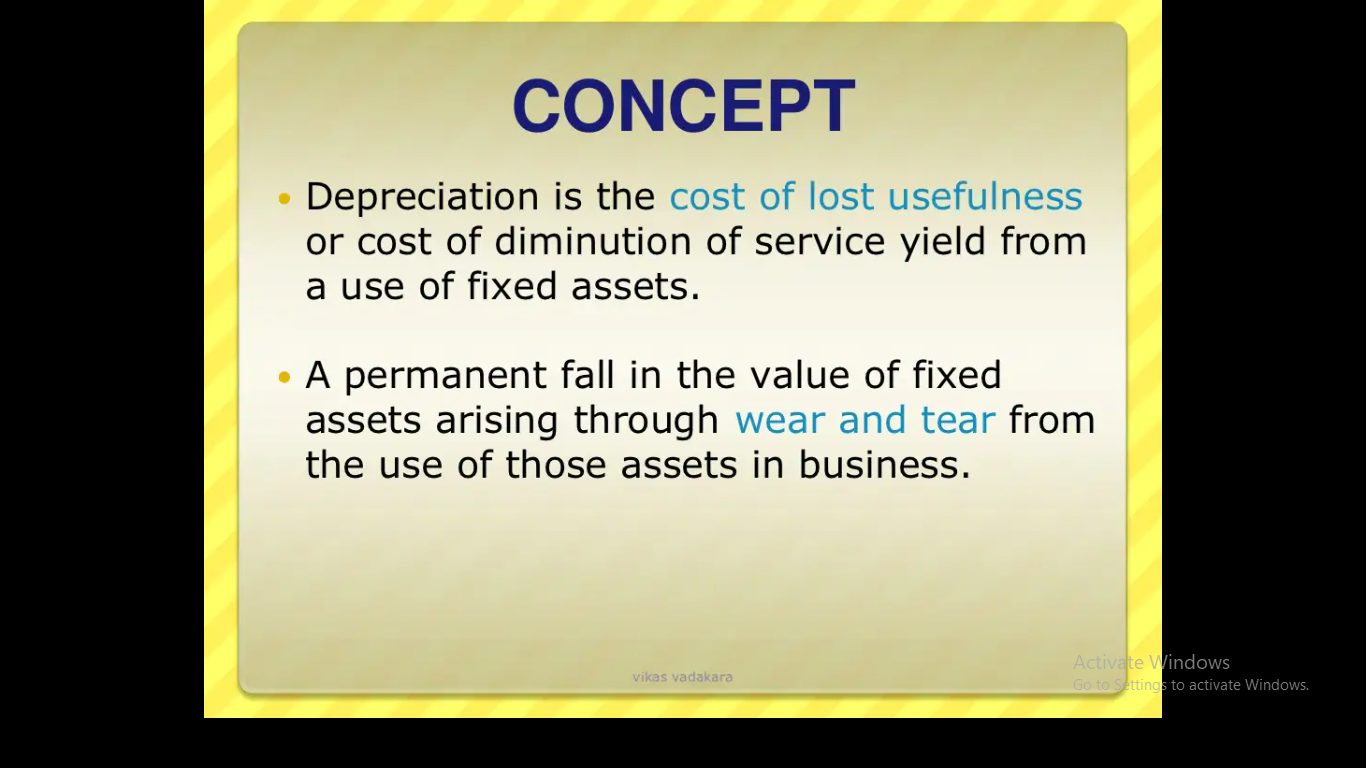 CONCEPT
• Depreciation is the cost of lost usefulness
or cost of diminution of service yield from
a use of fixed assets.
• A permanent fall in the value of fixed
assets arising through wear and tear from
the use of those assets in business.
vikas vadakara
Activate Windows
Go to Settings to activate Windows.